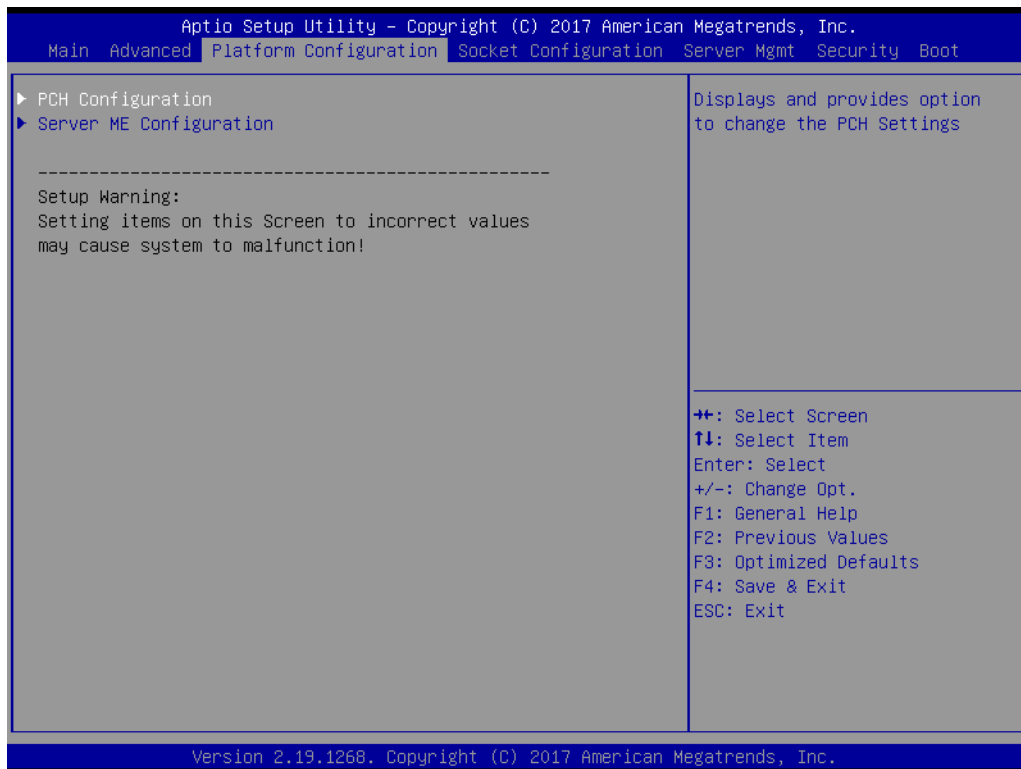 Aptio Setup Utility – Copyright (C) 2017 American Megatrends, Inc.
Main Advanced Platform Configuration Socket Configuration Server Mgmt Security Boot
PCH Configuration
Server ME Configuration
--------------------------------------------------
Setup Warning:
Setting items on this Screen to incorrect values
may cause system to malfunction!
Displays and provides option
to change the PCH Settings
→←: Select Screen
↑↓: Select Item
Enter: Select
+/-: Change Opt.
F1: General Help
F2: Previous Values
F3: Optimized Defaults
F4: Save & Exit
ESC: Exit
Version 2.19.1268. Copyright (C) 2017 American Megatrends, Inc.